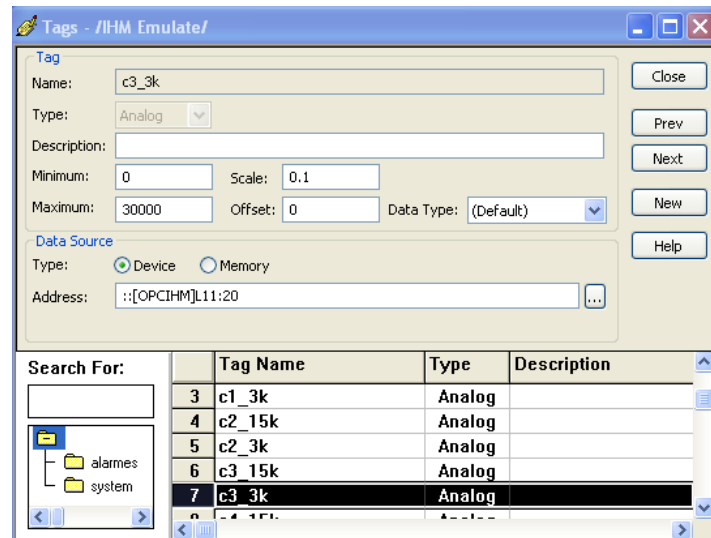 Tags - /IHM Emulate/
Tag
Name: c3_3k
Close
Type: Analog
Prev
Description:
Next
Minimum: 0 Scale: 0.1
Maximum: 30000 Offset: 0 Data Type: (Default)
New
Data Source
Help
Type: Device Memory
Address: ::[OPCIHM]L11:20 ...
Search For:
alarmes
system
Tag Name Type Description
3 c1_3k Analog
4 c2_15k Analog
5 c2_3k Analog
6 c3_15k Analog
7 c3_3k Analog